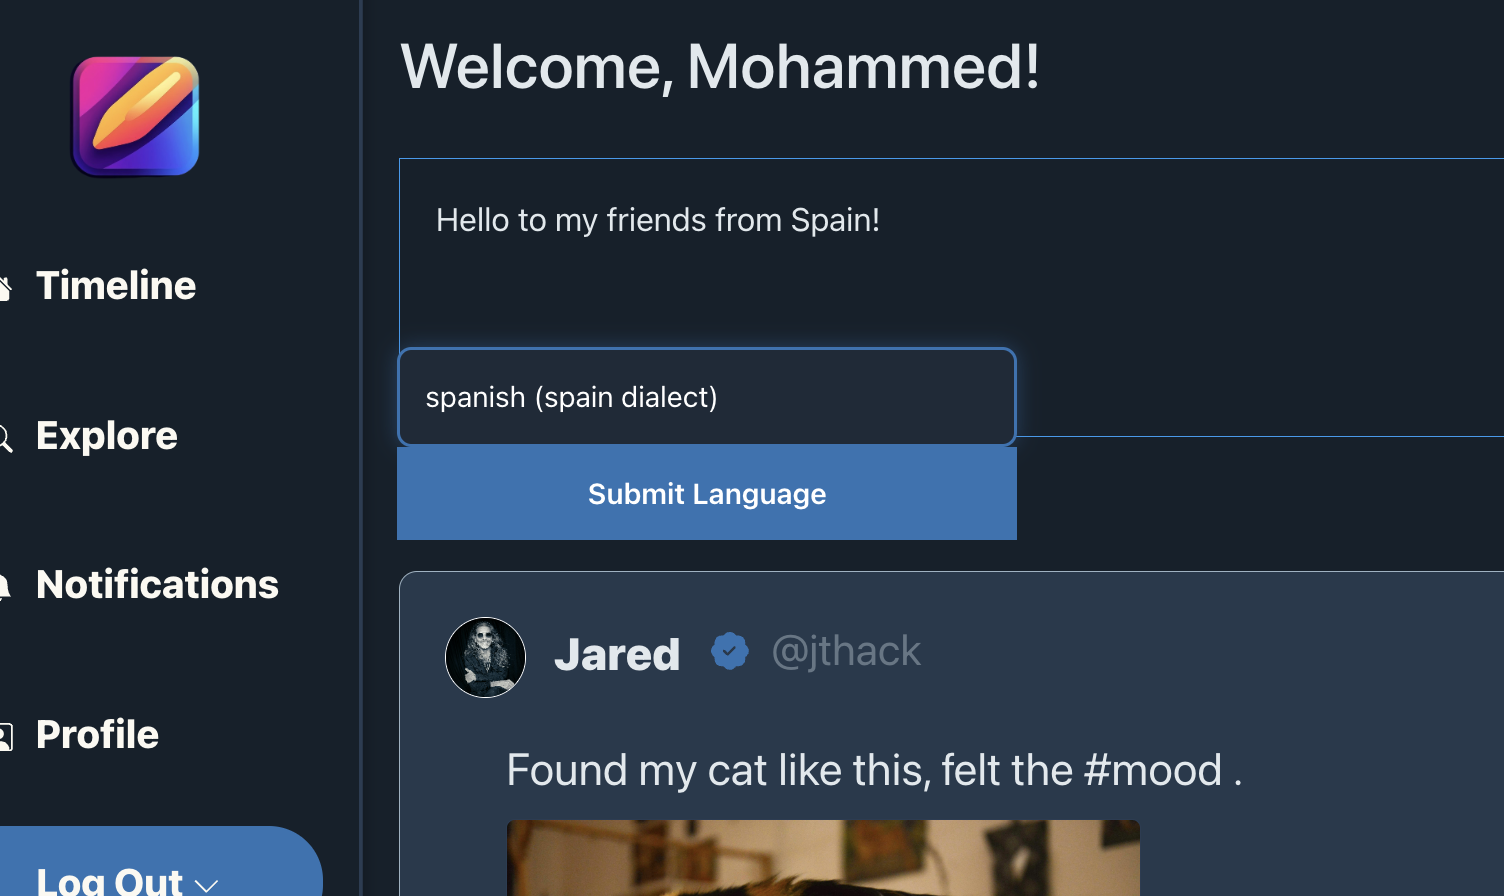 Welcome, Mohammed!
Hello to my friends from Spain!
spanish (spain dialect)
Submit Language
Timeline
Explore
Notifications
Profile
Log Out
Jared @jthack
Found my cat like this, felt the #mood .